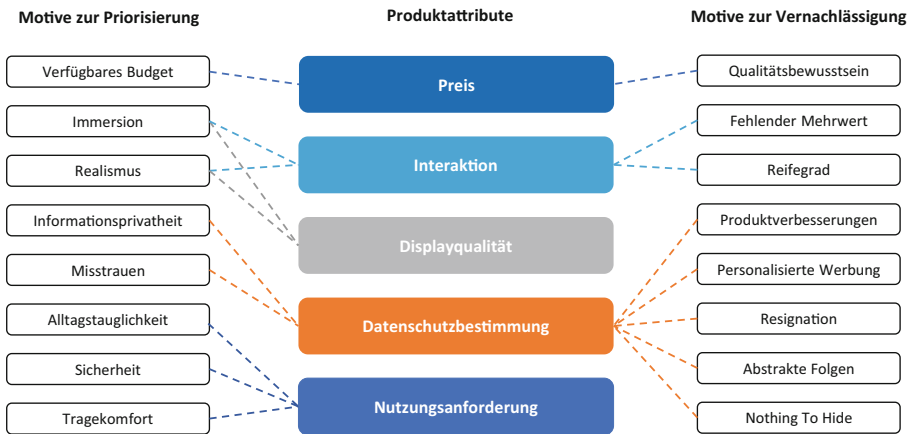 Motive zur Priorisierung
Produktattribute
Motive zur Vernachlässigung
Verfügbares Budget
Immersion
Realismus
Informationsprivatheit
Misstrauen
Alltagstauglichkeit
Sicherheit
Tragekomfort
Preis
Interaktion
Displayqualität
Datenschutzbestimmung
Nutzungsanforderung
Qualitätsbewusstsein
Fehlender Mehrwert
Reifegrad
Produktverbesserungen
Personalisierte Werbung
Resignation
Abstrakte Folgen
Nothing To Hide